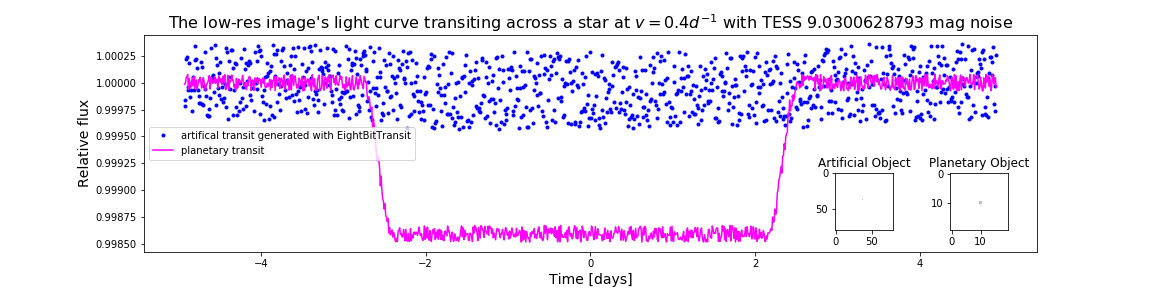 The low-res image's light curve transiting across a star at v = 0.4d⁻¹ with TESS 9.0300628793 mag noise
Relative flux
1.00025
1.00000
0.99975
0.99950
0.99925
0.99900
0.99875
0.99850
artifical transit generated with EightBitTransit
planetary transit
Artificial Object
0
50
0 50
Planetary Object
0
10
0 10
−4 −2 0 2 4
Time [days]